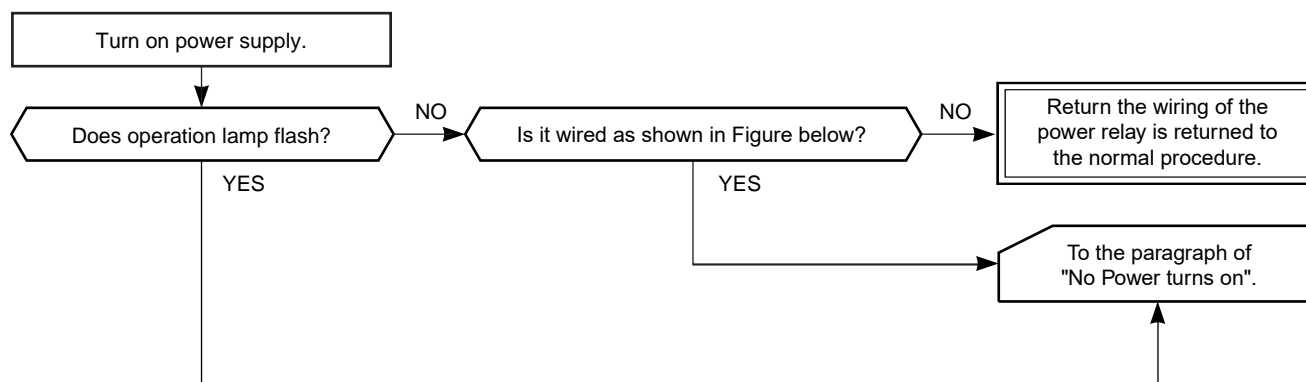 Turn on power supply.
Does operation lamp flash?
NO
Is it wired as shown in Figure below?
NO
Return the wiring of the
power relay is returned to
the normal procedure.
YES
YES
To the paragraph of
"No Power turns on".